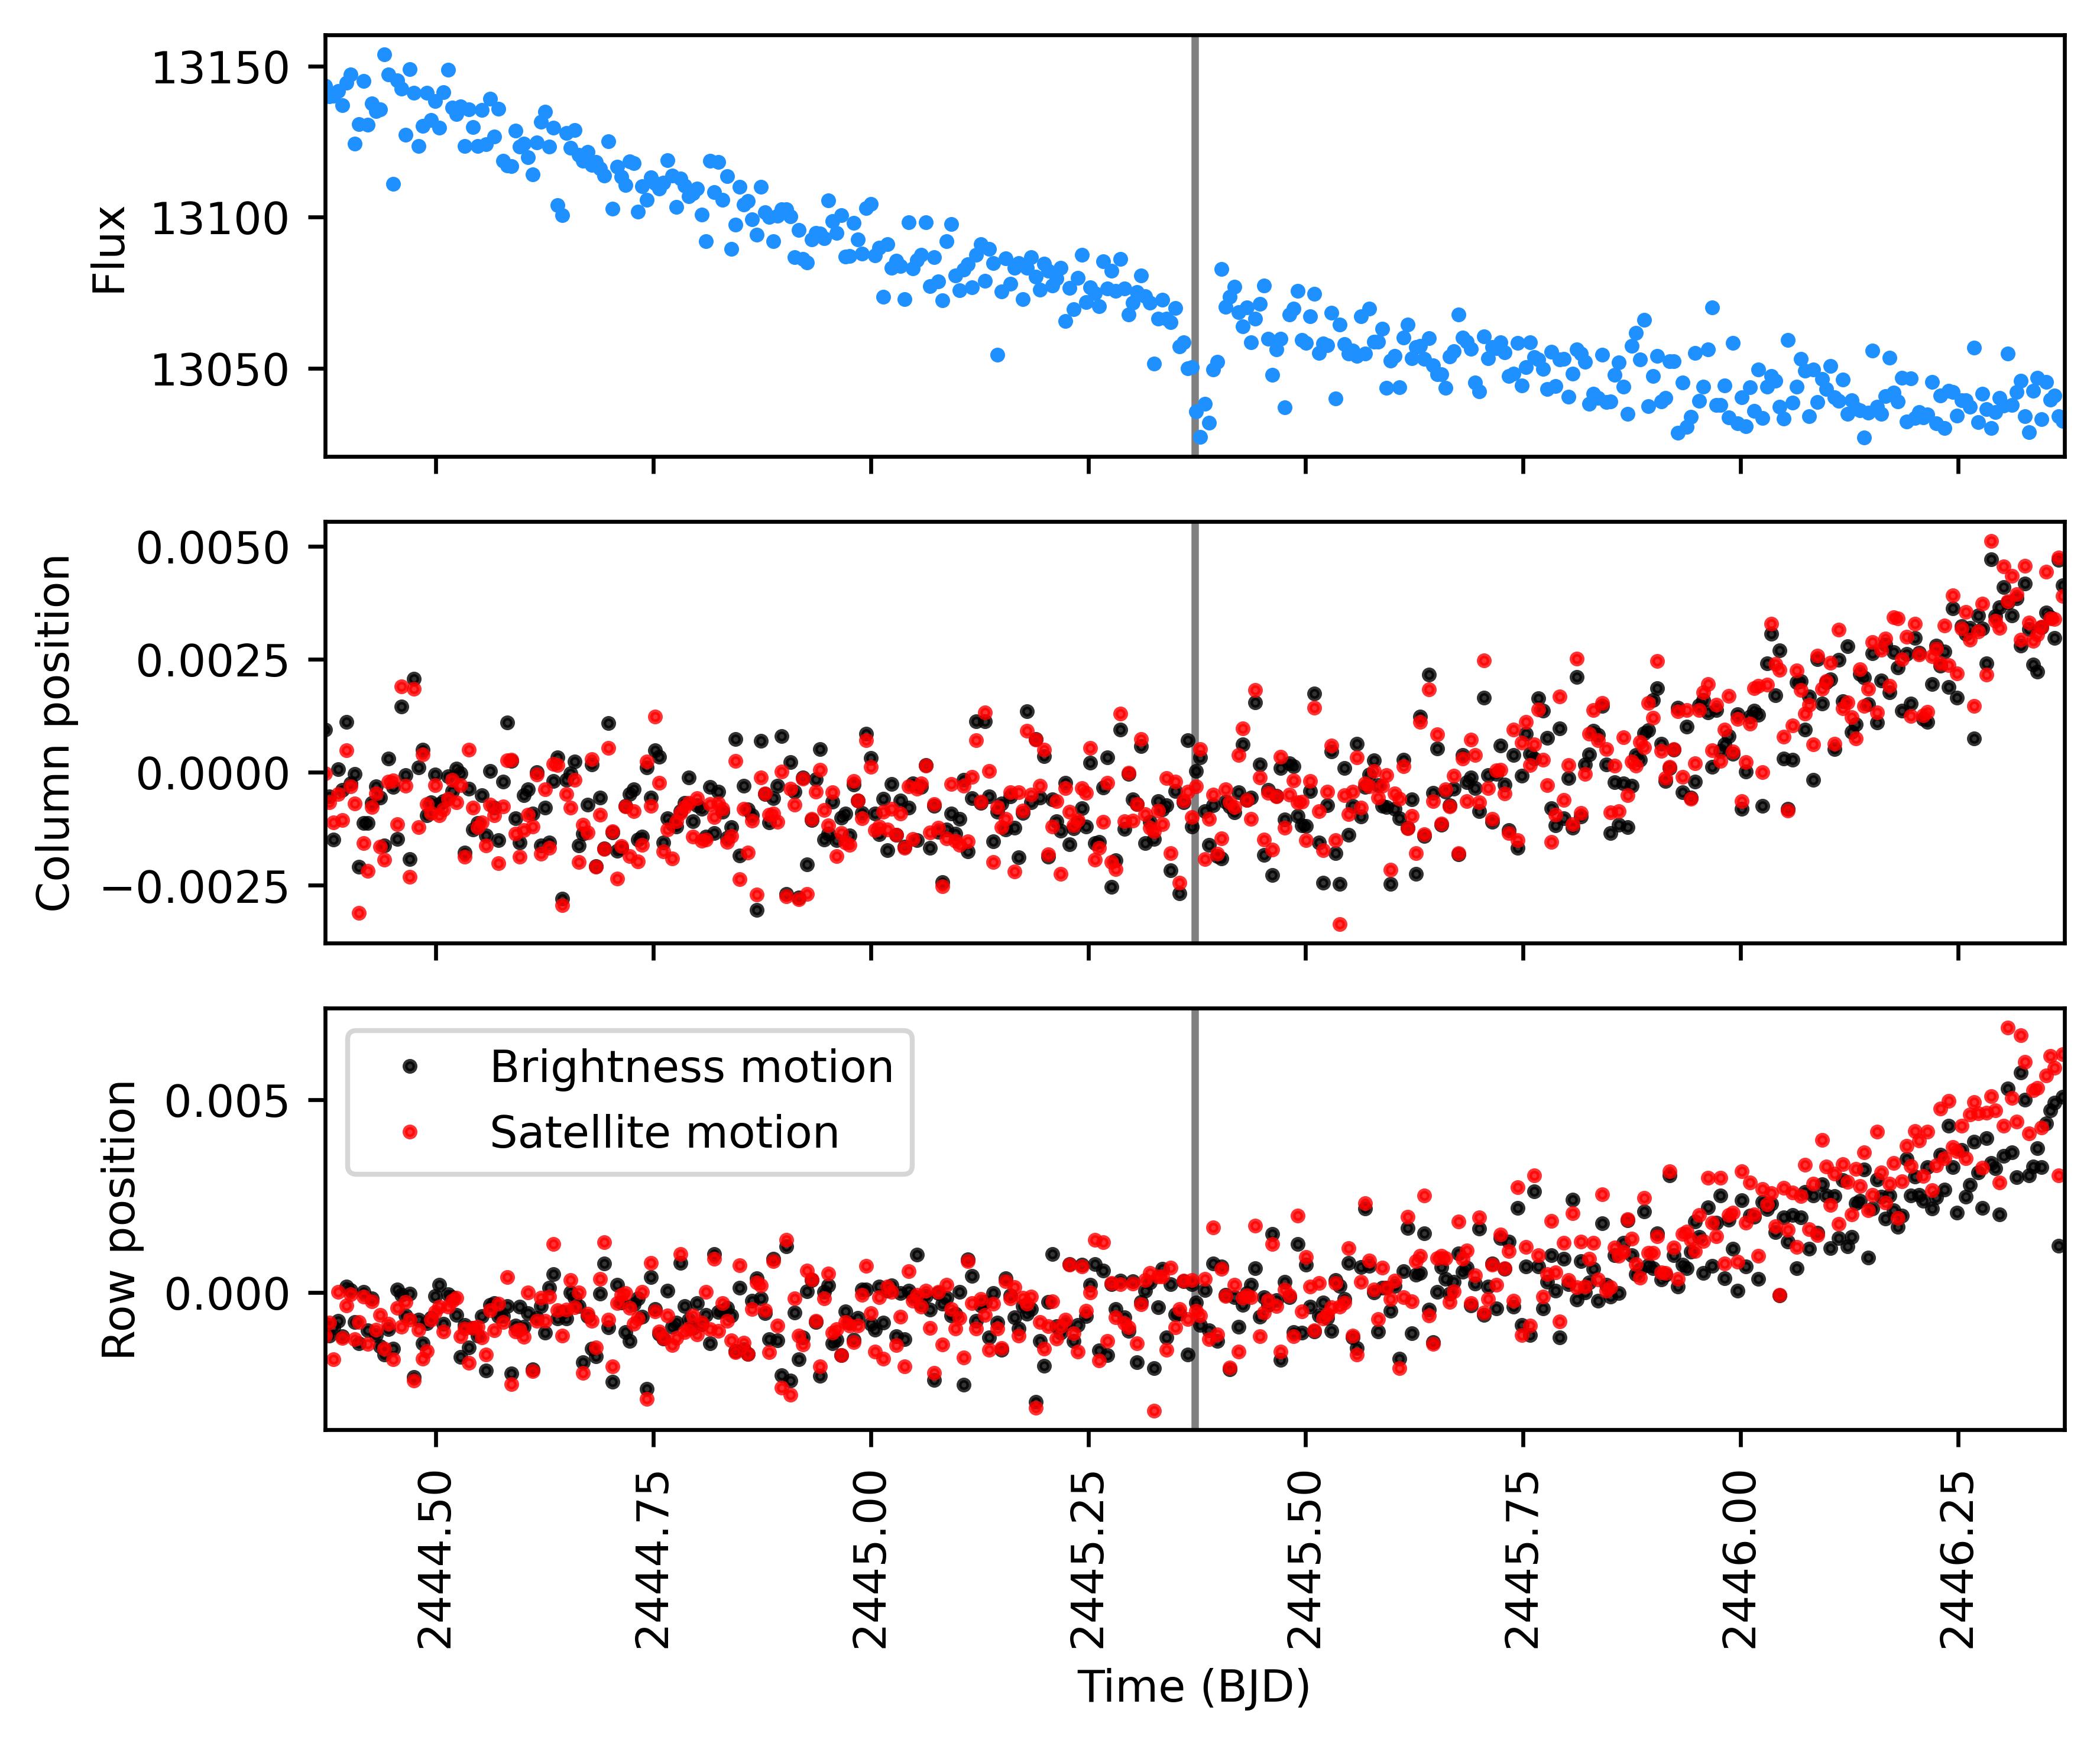 Flux
13150
13100
13050
Column position
0.0050
0.0025
0.0000
−0.0025
Row position
0.005
0.000
Brightness motion
Satellite motion
2444.50
2444.75
2445.00
2445.25
2445.50
2445.75
2446.00
2446.25
Time (BJD)